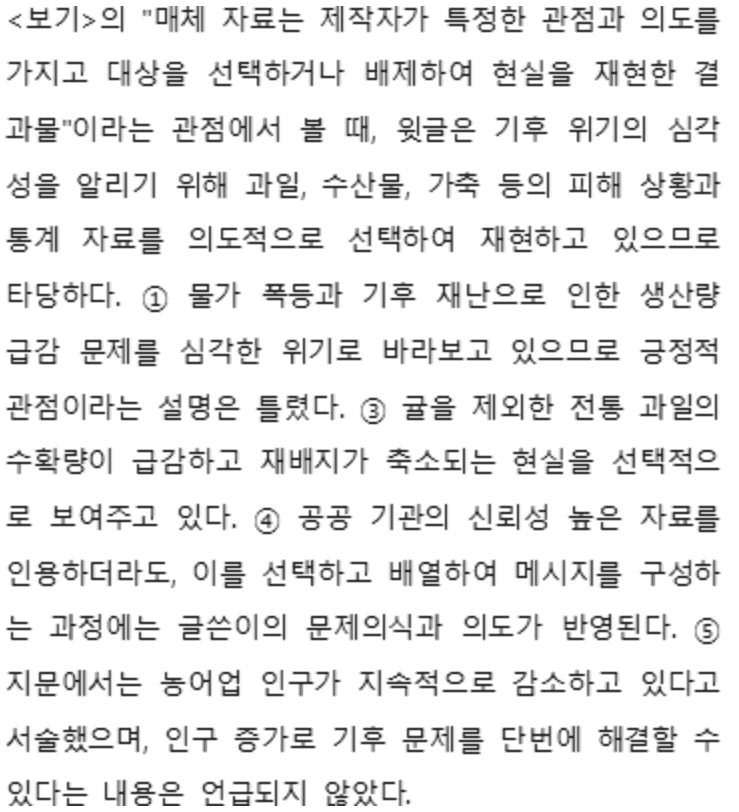 <보기>의 "매체 자료는 제작자가 특정한 관점과 의도를
가지고 대상을 선택하거나 배제하여 현실을 재현한 결
과물"이라는 관점에서 볼 때, 윗글은 기후 위기의 심각
성을 알리기 위해 과일, 수산물, 가축 등의 피해 상황과
통계 자료를 의도적으로 선택하여 재현하고 있으므로
타당하다. ① 물가 폭등과 기후 재난으로 인한 생산량
급감 문제를 심각한 위기로 바라보고 있으므로 긍정적
관점이라는 설명은 틀렸다. ③ 귤을 제외한 전통 과일의
수확량이 급감하고 재배지가 축소되는 현실을 선택적으
로 보여주고 있다. ④ 공공 기관의 신뢰성 높은 자료를
인용하더라도, 이를 선택하고 배열하여 메시지를 구성하
는 과정에는 글쓴이의 문제의식과 의도가 반영된다. ⑤
지문에서는 농어업 인구가 지속적으로 감소하고 있다고
서술했으며, 인구 증가로 기후 문제를 단번에 해결할 수
있다는 내용은 언급되지 않았다.